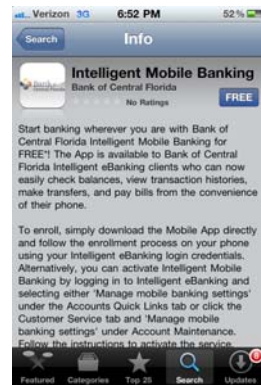 Verizon 3G 6:52 PM 52%
Search Info
Intelligent Mobile Banking
Bank of Central Florida
No Ratings
FREE
Start banking wherever you are with Bank of
Central Florida Intelligent Mobile Banking for
FREE*! The App is available to Bank of Central
Florida Intelligent eBanking clients who can now
easily check balances, view transaction histories,
make transfers, and pay bills from the convenience
of their phone.
To enroll, simply download the Mobile App directly
and follow the enrollment process on your phone
using your Intelligent eBanking login credentials.
Alternatively, you can activate Intelligent Mobile
Banking by logging in to Intelligent eBanking and
selecting either 'Manage mobile banking settings'
under the Accounts Quick Links tab or click the
Customer Service tab and 'Manage mobile
banking settings' under Account Maintenance.
Follow the instructions to activate the service.
Featured Categories Top 25 Search Updates